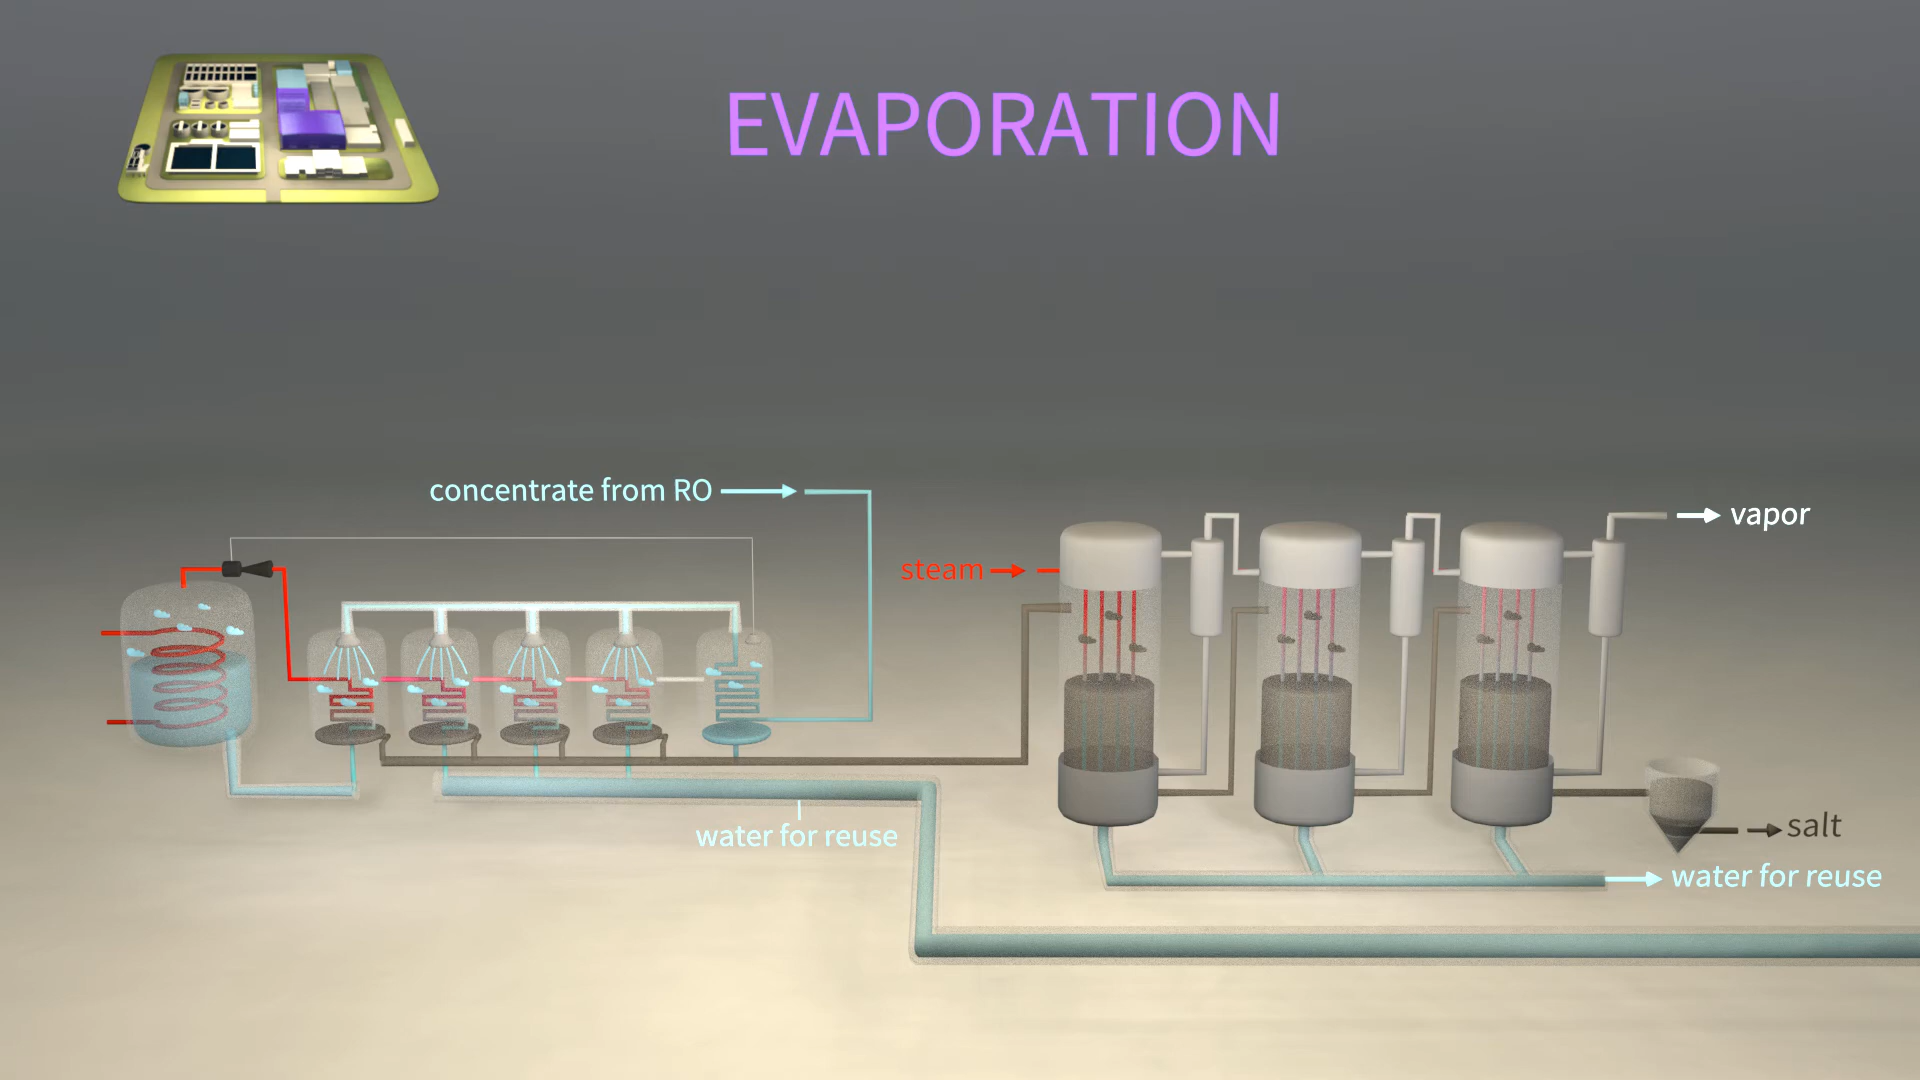 EVAPORATION
concentrate from RO
vapor
steam
salt
water for reuse
water for reuse